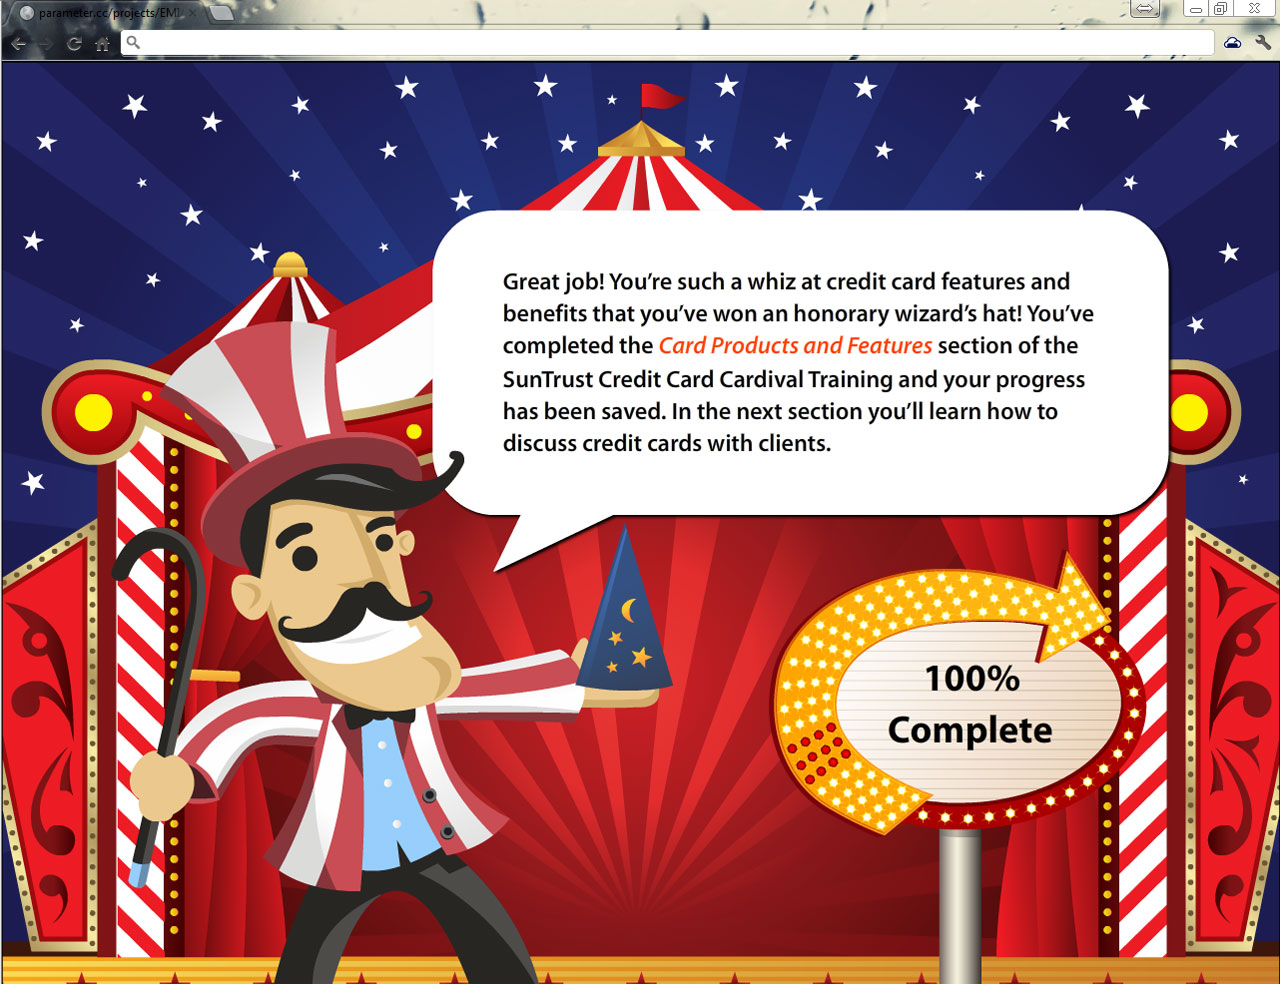 parameter.cc/projects/EMI
Great job! You’re such a whiz at credit card features and
benefits that you’ve won an honorary wizard’s hat! You’ve
completed the Card Products and Features section of the
SunTrust Credit Card Cardival Training and your progress
has been saved. In the next section you’ll learn how to
discuss credit cards with clients.
100%
Complete